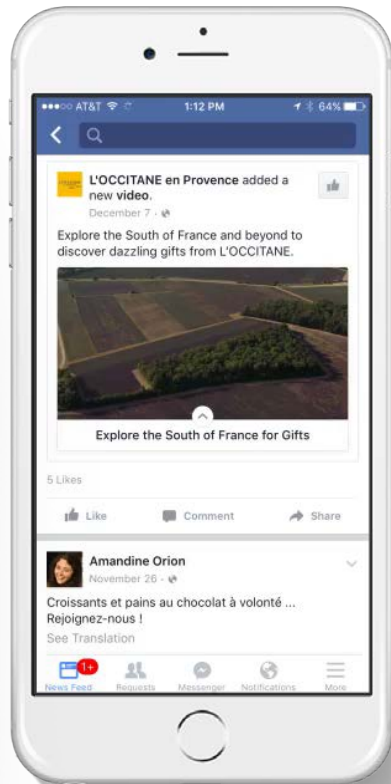 AT&T 1:12 PM 64%
L'OCCITANE en Provence added a
new video.
December 7
Explore the South of France and beyond to
discover dazzling gifts from L'OCCITANE.
Explore the South of France for Gifts
5 Likes
Like Comment Share
Amandine Orion
November 26
Croissants et pains au chocolat à volonté ...
Rejoignez-nous !
See Translation
1+
News Feed Requests Messenger Notifications More